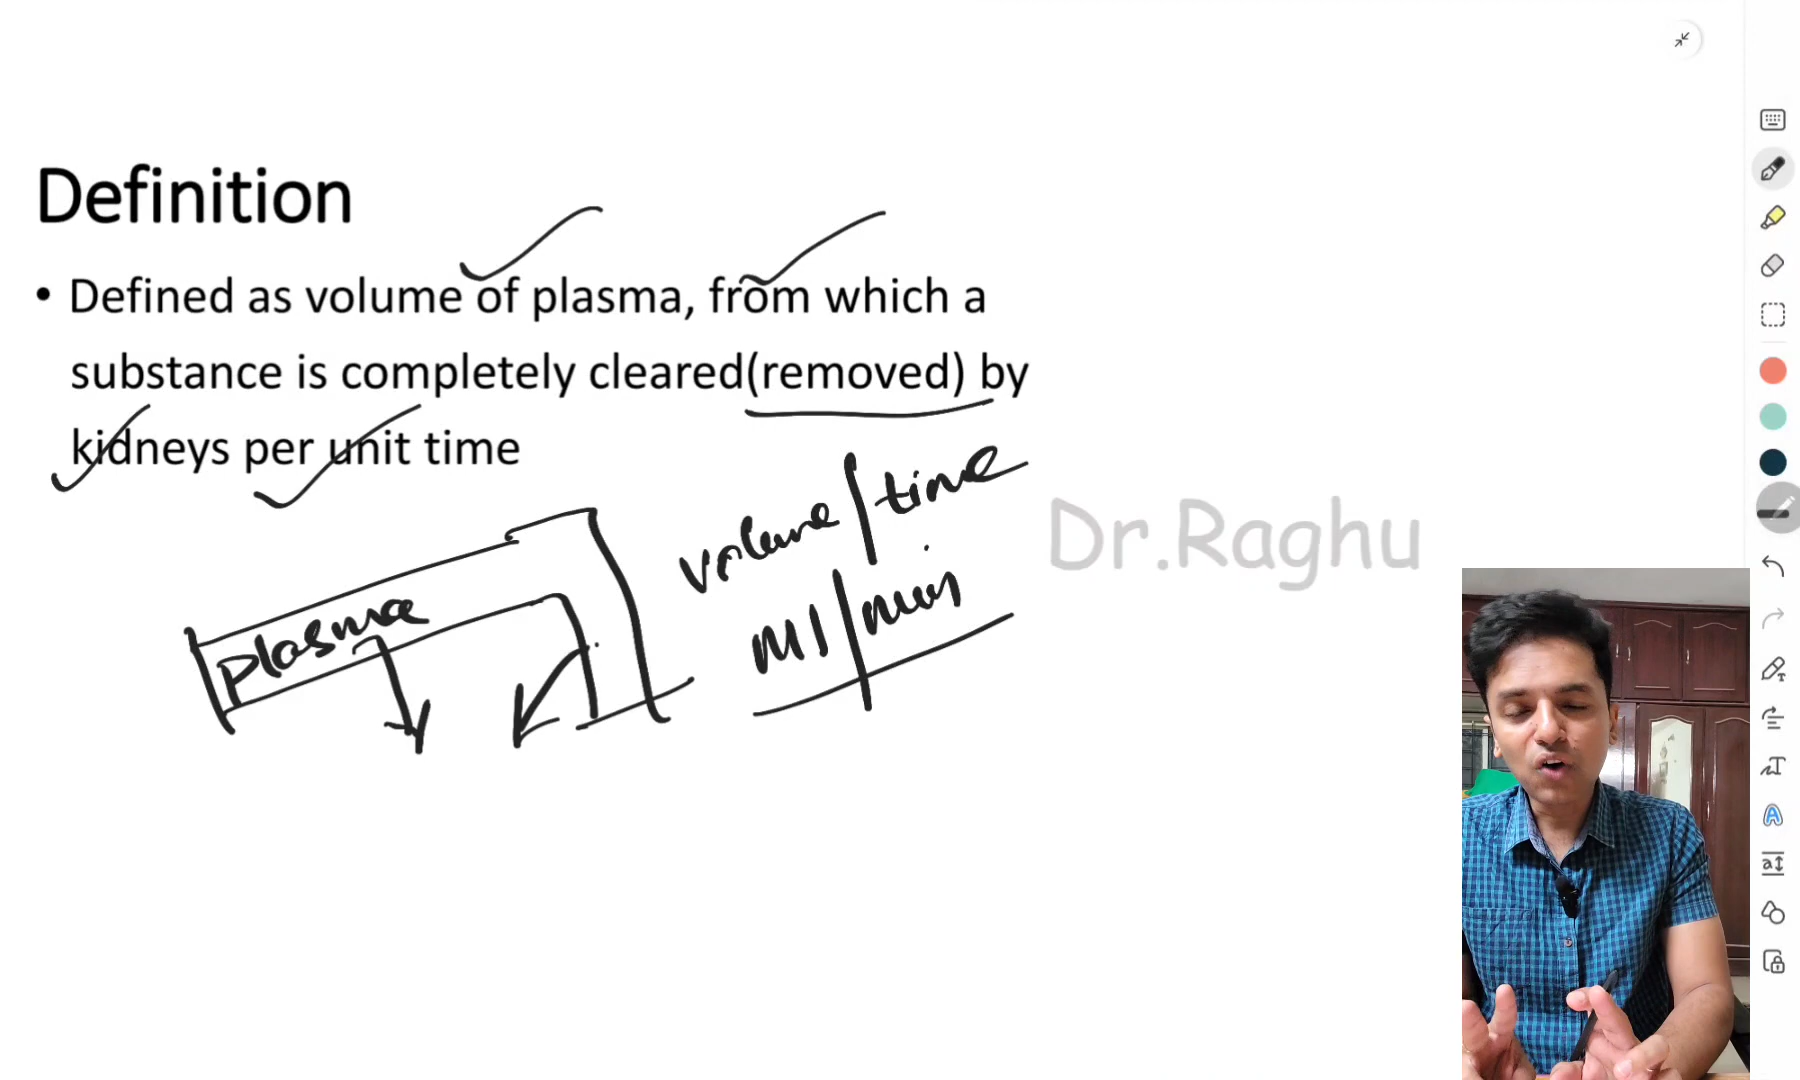 Definition
• Defined as volume of plasma, from which a
substance is completely cleared(removed) by
kidneys per unit time
volume/time
Ml/min
plasma
Dr.Raghu